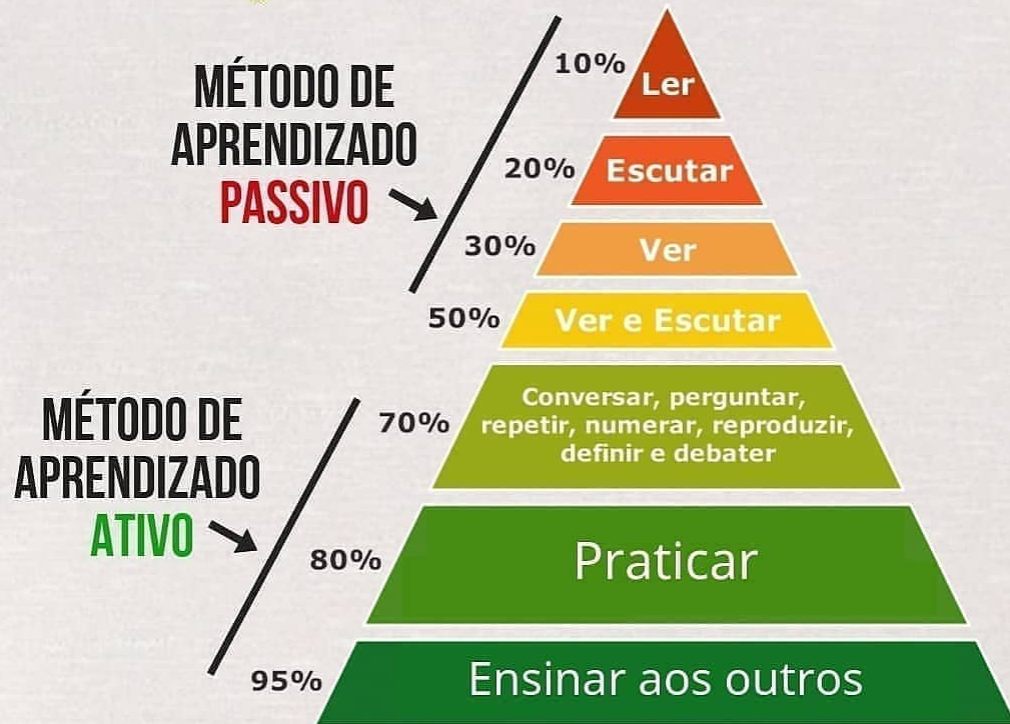 MÉTODO DE
APRENDIZADO
PASSIVO
10%
Ler
20%
Escutar
30%
Ver
50%
Ver e Escutar
MÉTODO DE
APRENDIZADO
ATIVO
70%
Conversar, perguntar,
repetir, numerar, reproduzir,
definir e debater
80%
Praticar
95%
Ensinar aos outros